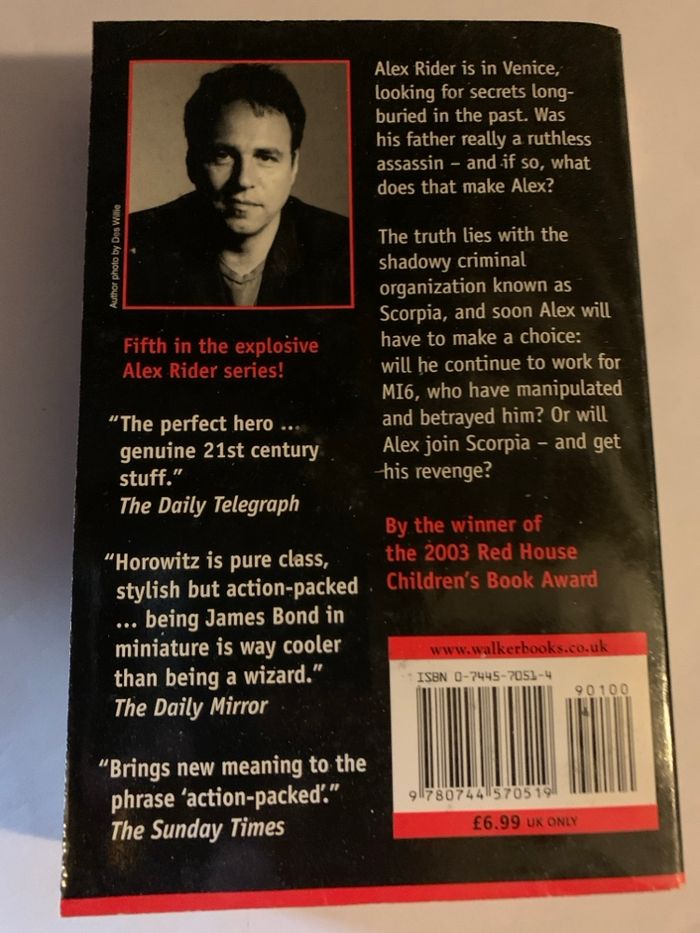 Author photo by Des Willie
Fifth in the explosive
Alex Rider series!
“The perfect hero ...
genuine 21st century
stuff.”
The Daily Telegraph
“Horowitz is pure class,
stylish but action-packed
... being James Bond in
miniature is way cooler
than being a wizard.”
The Daily Mirror
“Brings new meaning to the
phrase ‘action-packed’.”
The Sunday Times
Alex Rider is in Venice,
looking for secrets long-
buried in the past. Was
his father really a ruthless
assassin – and if so, what
does that make Alex?
The truth lies with the
shadowy criminal
organization known as
Scorpia, and soon Alex will
have to make a choice:
will he continue to work for
MI6, who have manipulated
and betrayed him? Or will
Alex join Scorpia – and get
his revenge?
By the winner of
the 2003 Red House
Children’s Book Award
www.walkerbooks.co.uk
ISBN 0-7445-7051-4
90100
9 780744 570519
£6.99 UK ONLY